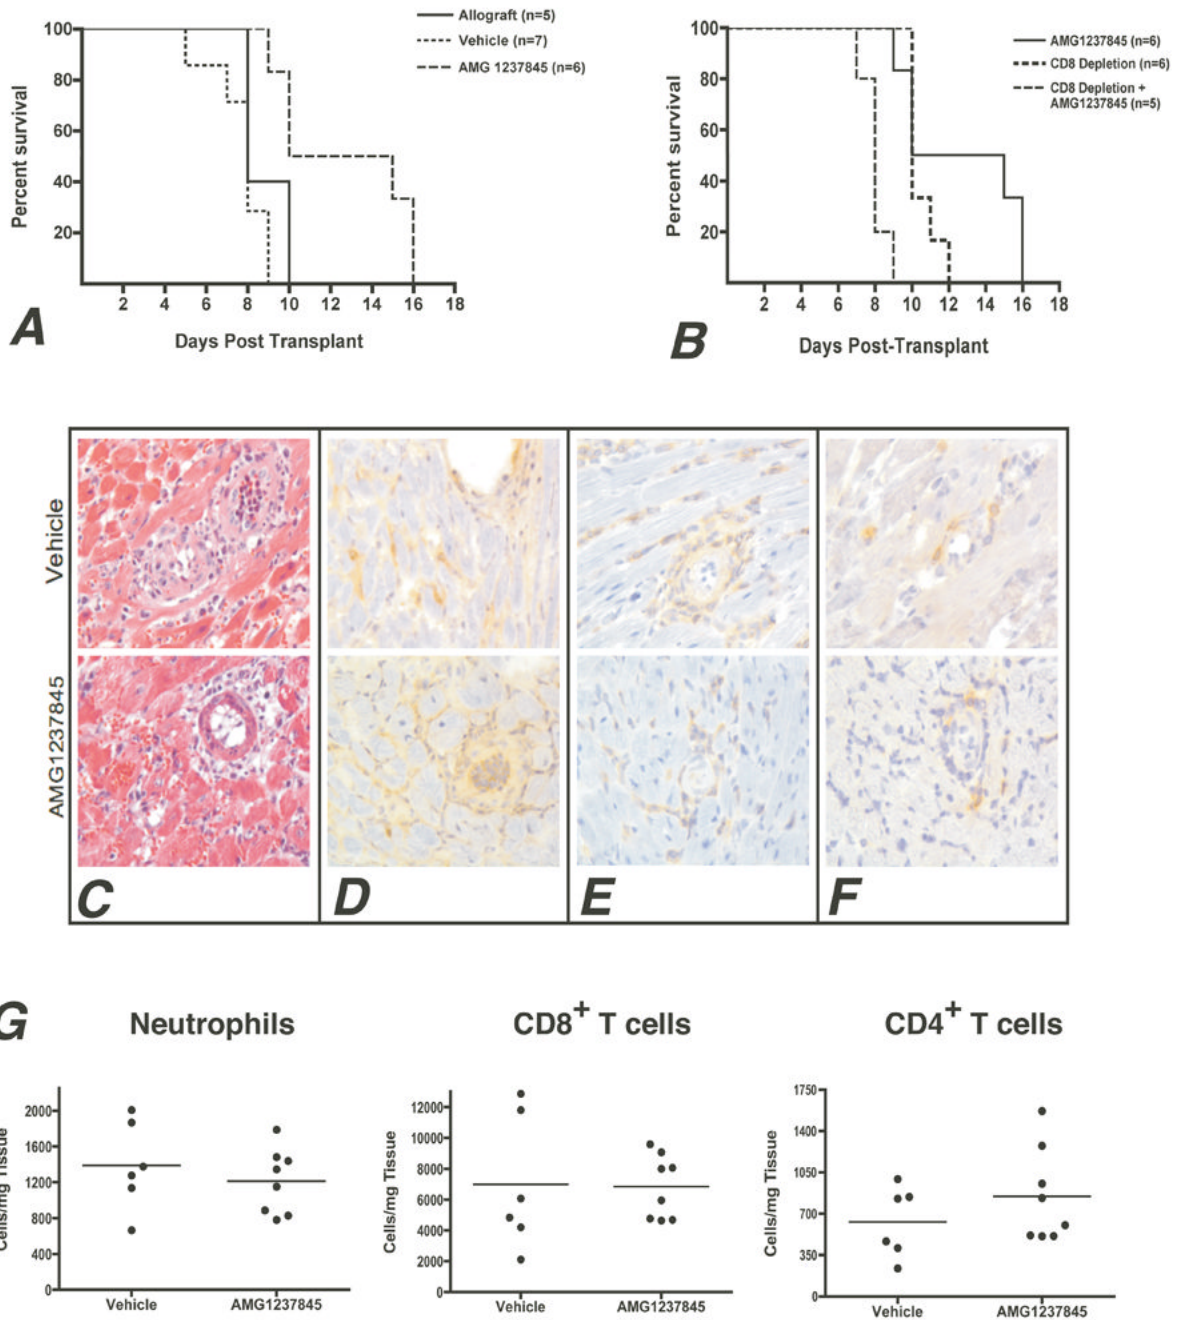 100
80
60
40
20
Percent survival
2 4 6 8 10 12 14 16 18
Days Post Transplant
Allograft (n=5)
Vehicle (n=7)
AMG 1237845 (n=6)
A
100
80
60
40
20
Percent survival
2 4 6 8 10 12 14 16 18
Days Post-Transplant
AMG1237845 (n=6)
CD8 Depletion (n=6)
CD8 Depletion +
AMG1237845 (n=5)
B
Vehicle
AMG1237845
C D E F
G
Neutrophils
2000
1600
1200
800
400
0
Cells/mg Tissue
Vehicle AMG1237845
CD8+ T cells
12000
10000
8000
6000
4000
2000
0
Cells/mg Tissue
Vehicle AMG1237845
CD4+ T cells
1750
1400
1050
700
350
0
Cells/mg Tissue
Vehicle AMG1237845